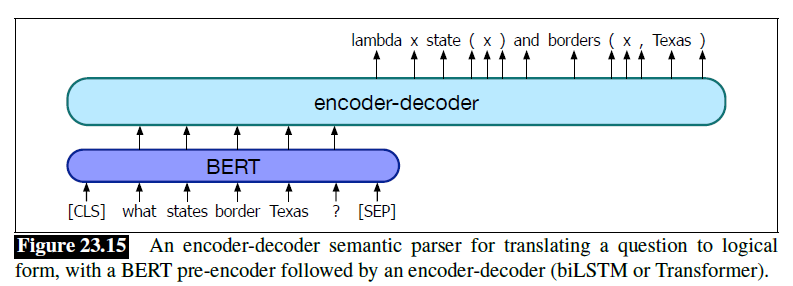 lambda x state ( x ) and borders ( x , Texas )
encoder-decoder
BERT
[CLS] what states border Texas ? [SEP]
Figure 23.15 An encoder-decoder semantic parser for translating a question to logical
form, with a BERT pre-encoder followed by an encoder-decoder (biLSTM or Transformer).